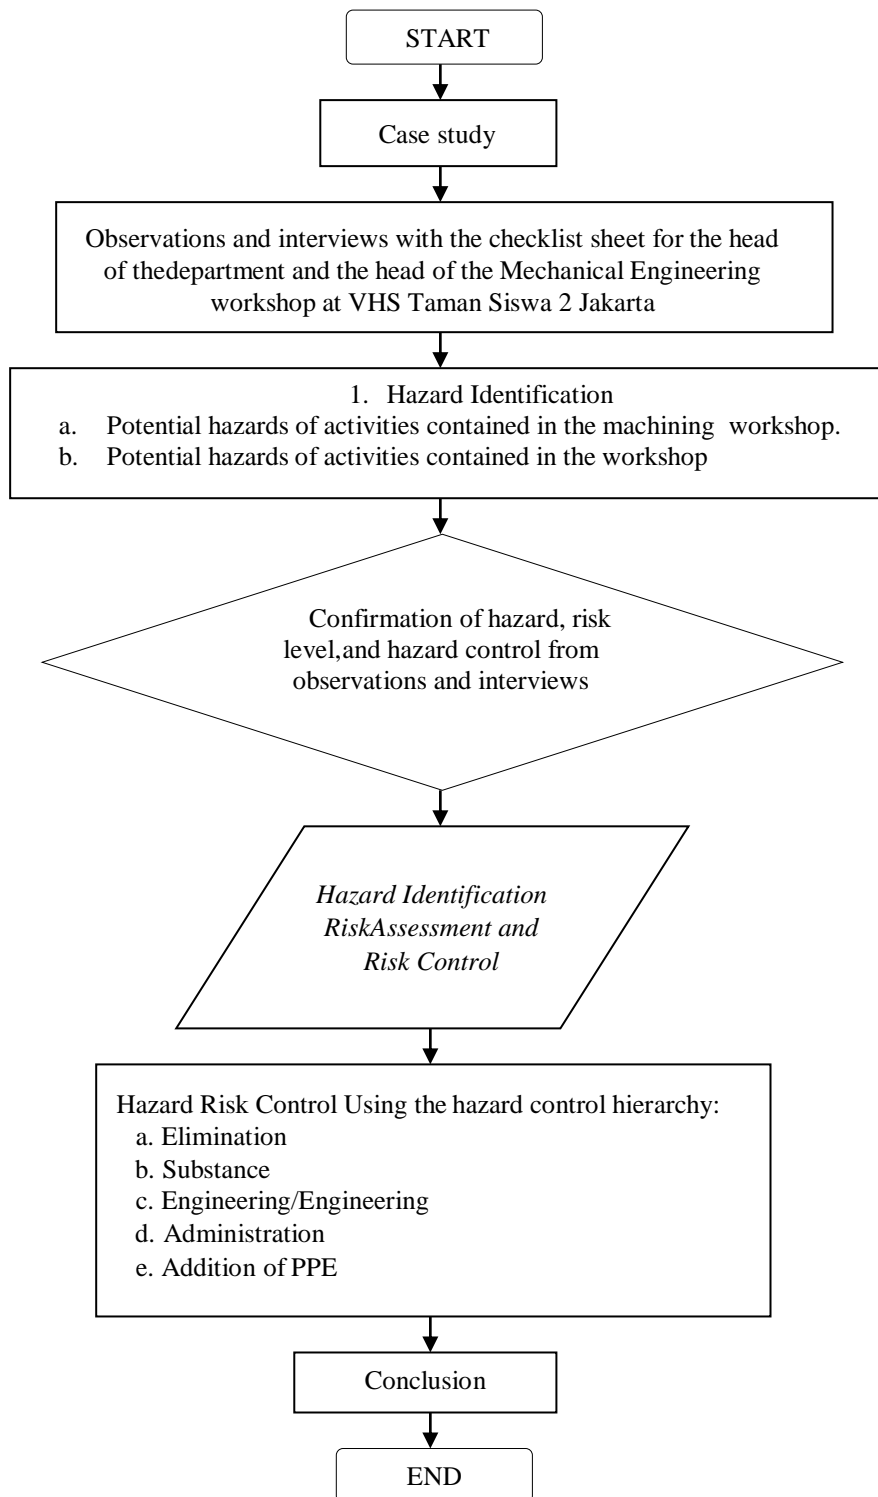 START
Case study
Observations and interviews with the checklist sheet for the head
of thedepartment and the head of the Mechanical Engineering
workshop at VHS Taman Siswa 2 Jakarta
1. Hazard Identification
a. Potential hazards of activities contained in the machining workshop.
b. Potential hazards of activities contained in the workshop
Confirmation of hazard, risk
level,and hazard control from
observations and interviews
Hazard Identification
RiskAssessment and
Risk Control
Hazard Risk Control Using the hazard control hierarchy:
a. Elimination
b. Substance
c. Engineering/Engineering
d. Administration
e. Addition of PPE
Conclusion
END